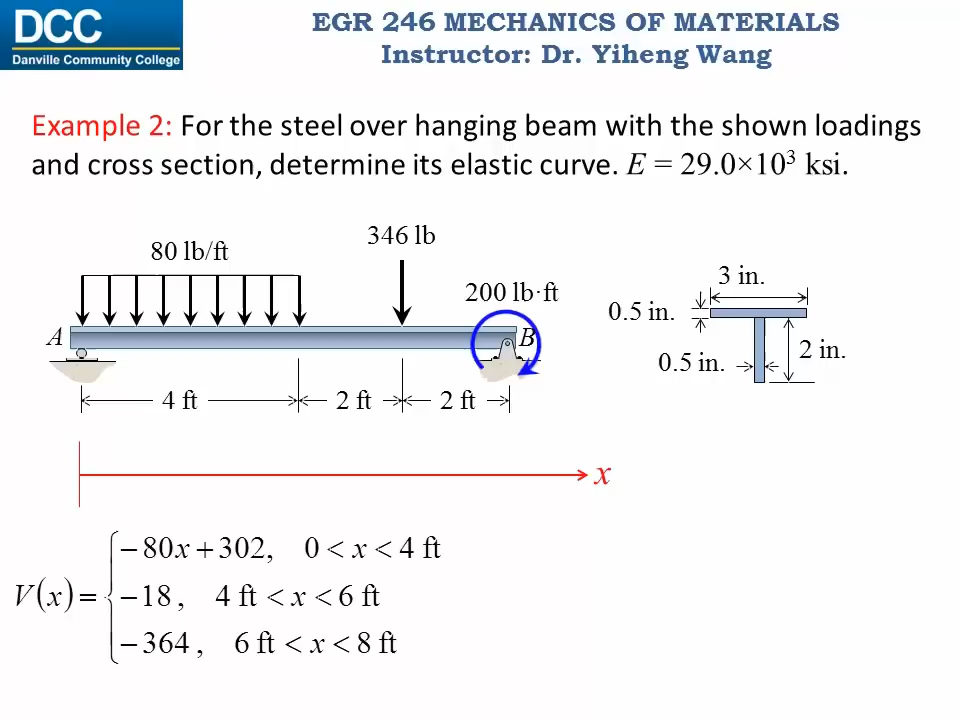 DCC
Danville Community College
EGR 246 MECHANICS OF MATERIALS
Instructor: Dr. Yiheng Wang
Example 2: For the steel over hanging beam with the shown loadings
and cross section, determine its elastic curve. E = 29.0×10³ ksi.
346 lb
80 lb/ft
200 lb·ft
A
B
4 ft
2 ft
2 ft
3 in.
0.5 in.
0.5 in.
2 in.
x
V(x) = { −80x + 302, 0 < x < 4 ft
−18 , 4 ft < x < 6 ft
−364 , 6 ft < x < 8 ft